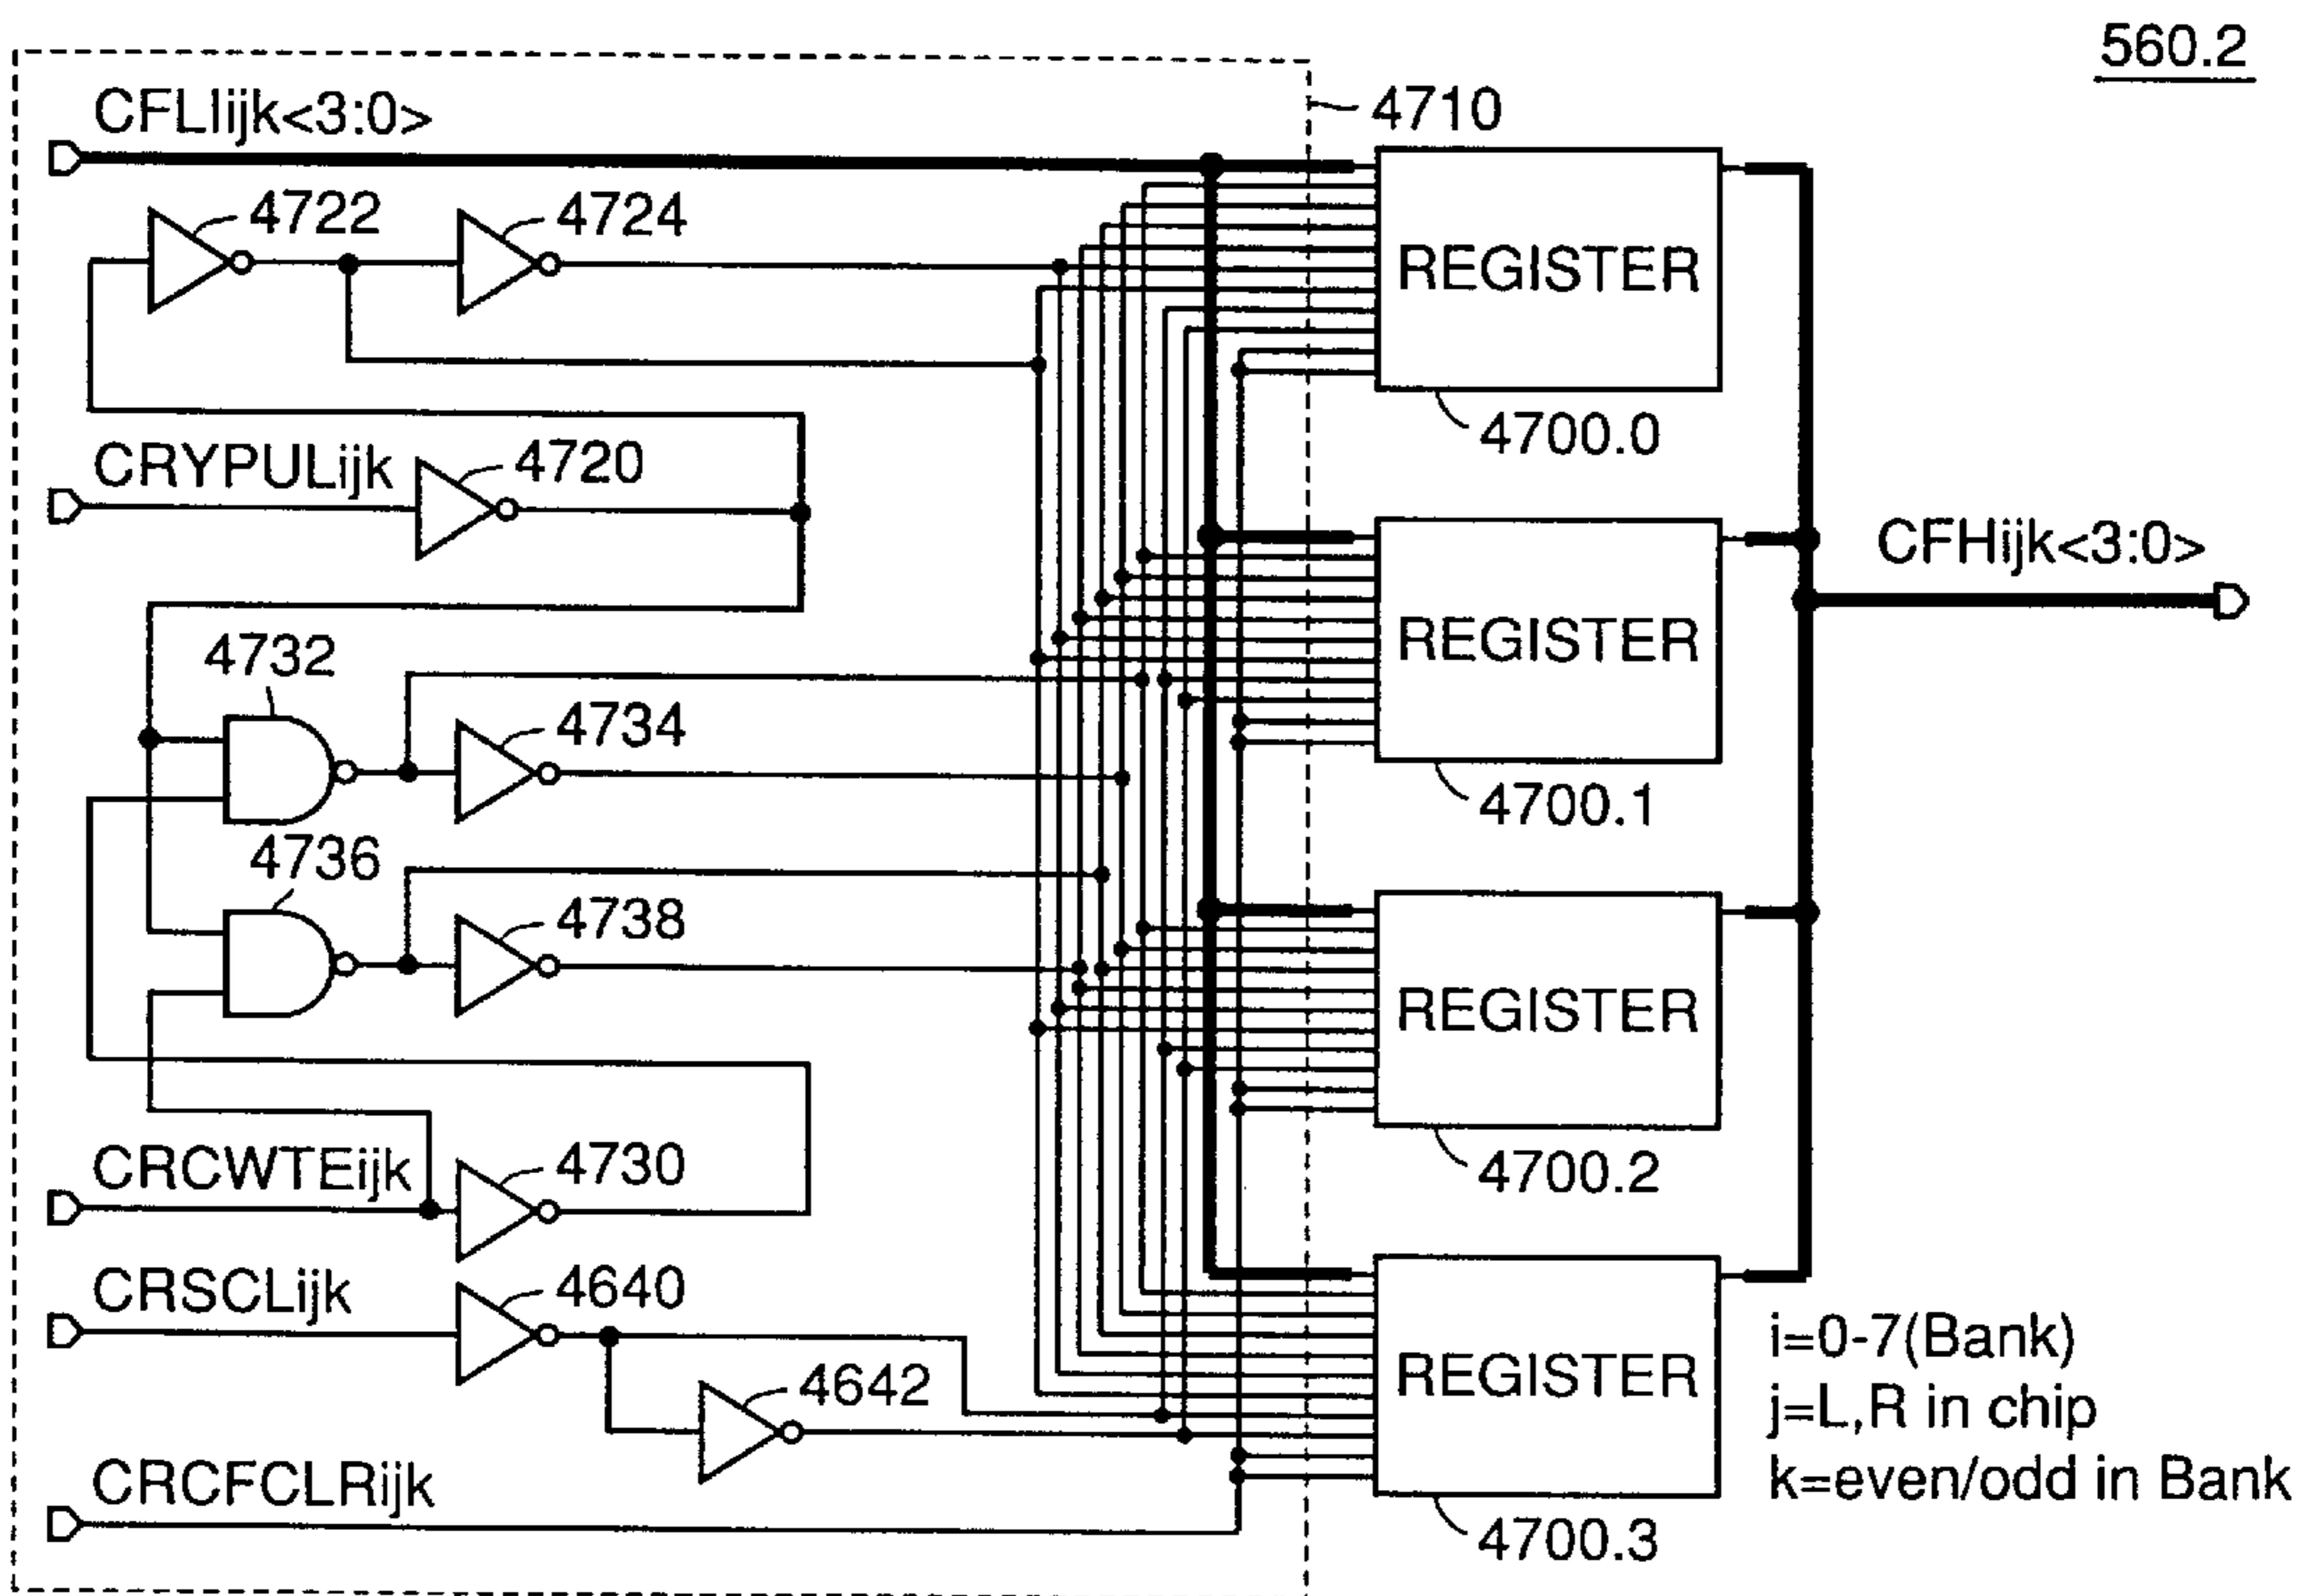 560.2
CFLIijk<3:0>
4710
4722
4724
REGISTER
4700.0
CRYPULijk
4720
REGISTER
CFHijk<3:0>
4732
4734
4700.1
4736
4738
REGISTER
CRCWTEijk
4730
4700.2
CRSCLijk
4640
REGISTER
i=0-7(Bank)
4642
j=L,R in chip
CRCFCLRijk
k=even/odd in Bank
4700.3